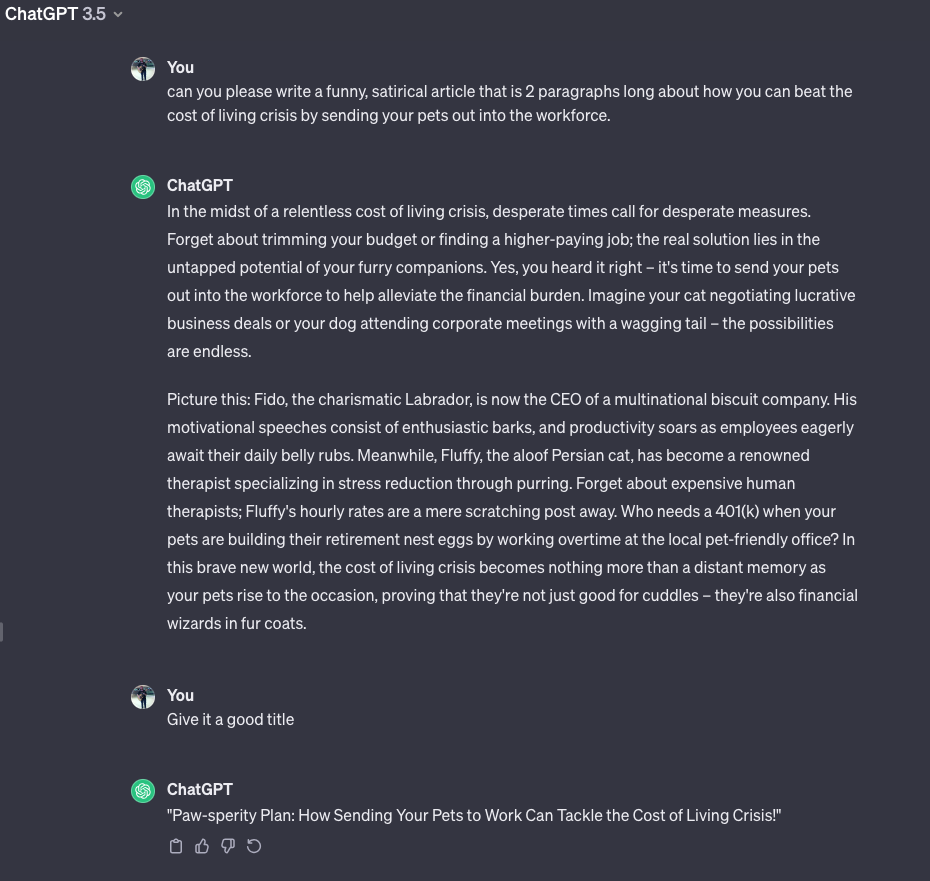 ChatGPT 3.5
You
can you please write a funny, satirical article that is 2 paragraphs long about how you can beat the
cost of living crisis by sending your pets out into the workforce.
ChatGPT
In the midst of a relentless cost of living crisis, desperate times call for desperate measures.
Forget about trimming your budget or finding a higher-paying job; the real solution lies in the
untapped potential of your furry companions. Yes, you heard it right – it's time to send your pets
out into the workforce to help alleviate the financial burden. Imagine your cat negotiating lucrative
business deals or your dog attending corporate meetings with a wagging tail – the possibilities
are endless.
Picture this: Fido, the charismatic Labrador, is now the CEO of a multinational biscuit company. His
motivational speeches consist of enthusiastic barks, and productivity soars as employees eagerly
await their daily belly rubs. Meanwhile, Fluffy, the aloof Persian cat, has become a renowned
therapist specializing in stress reduction through purring. Forget about expensive human
therapists; Fluffy's hourly rates are a mere scratching post away. Who needs a 401(k) when your
pets are building their retirement nest eggs by working overtime at the local pet-friendly office? In
this brave new world, the cost of living crisis becomes nothing more than a distant memory as
your pets rise to the occasion, proving that they're not just good for cuddles – they're also financial
wizards in fur coats.
You
Give it a good title
ChatGPT
"Paw-sperity Plan: How Sending Your Pets to Work Can Tackle the Cost of Living Crisis!"